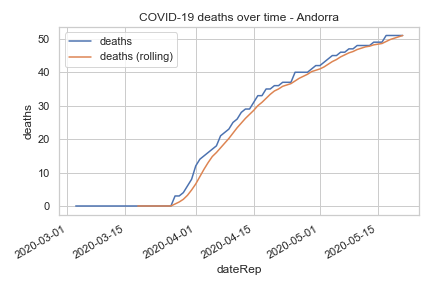 COVID-19 deaths over time - Andorra
deaths
deaths (rolling)
50
40
30
20
10
0
deaths
2020-03-01
2020-03-15
2020-04-01
2020-04-15
2020-05-01
2020-05-15
dateRep